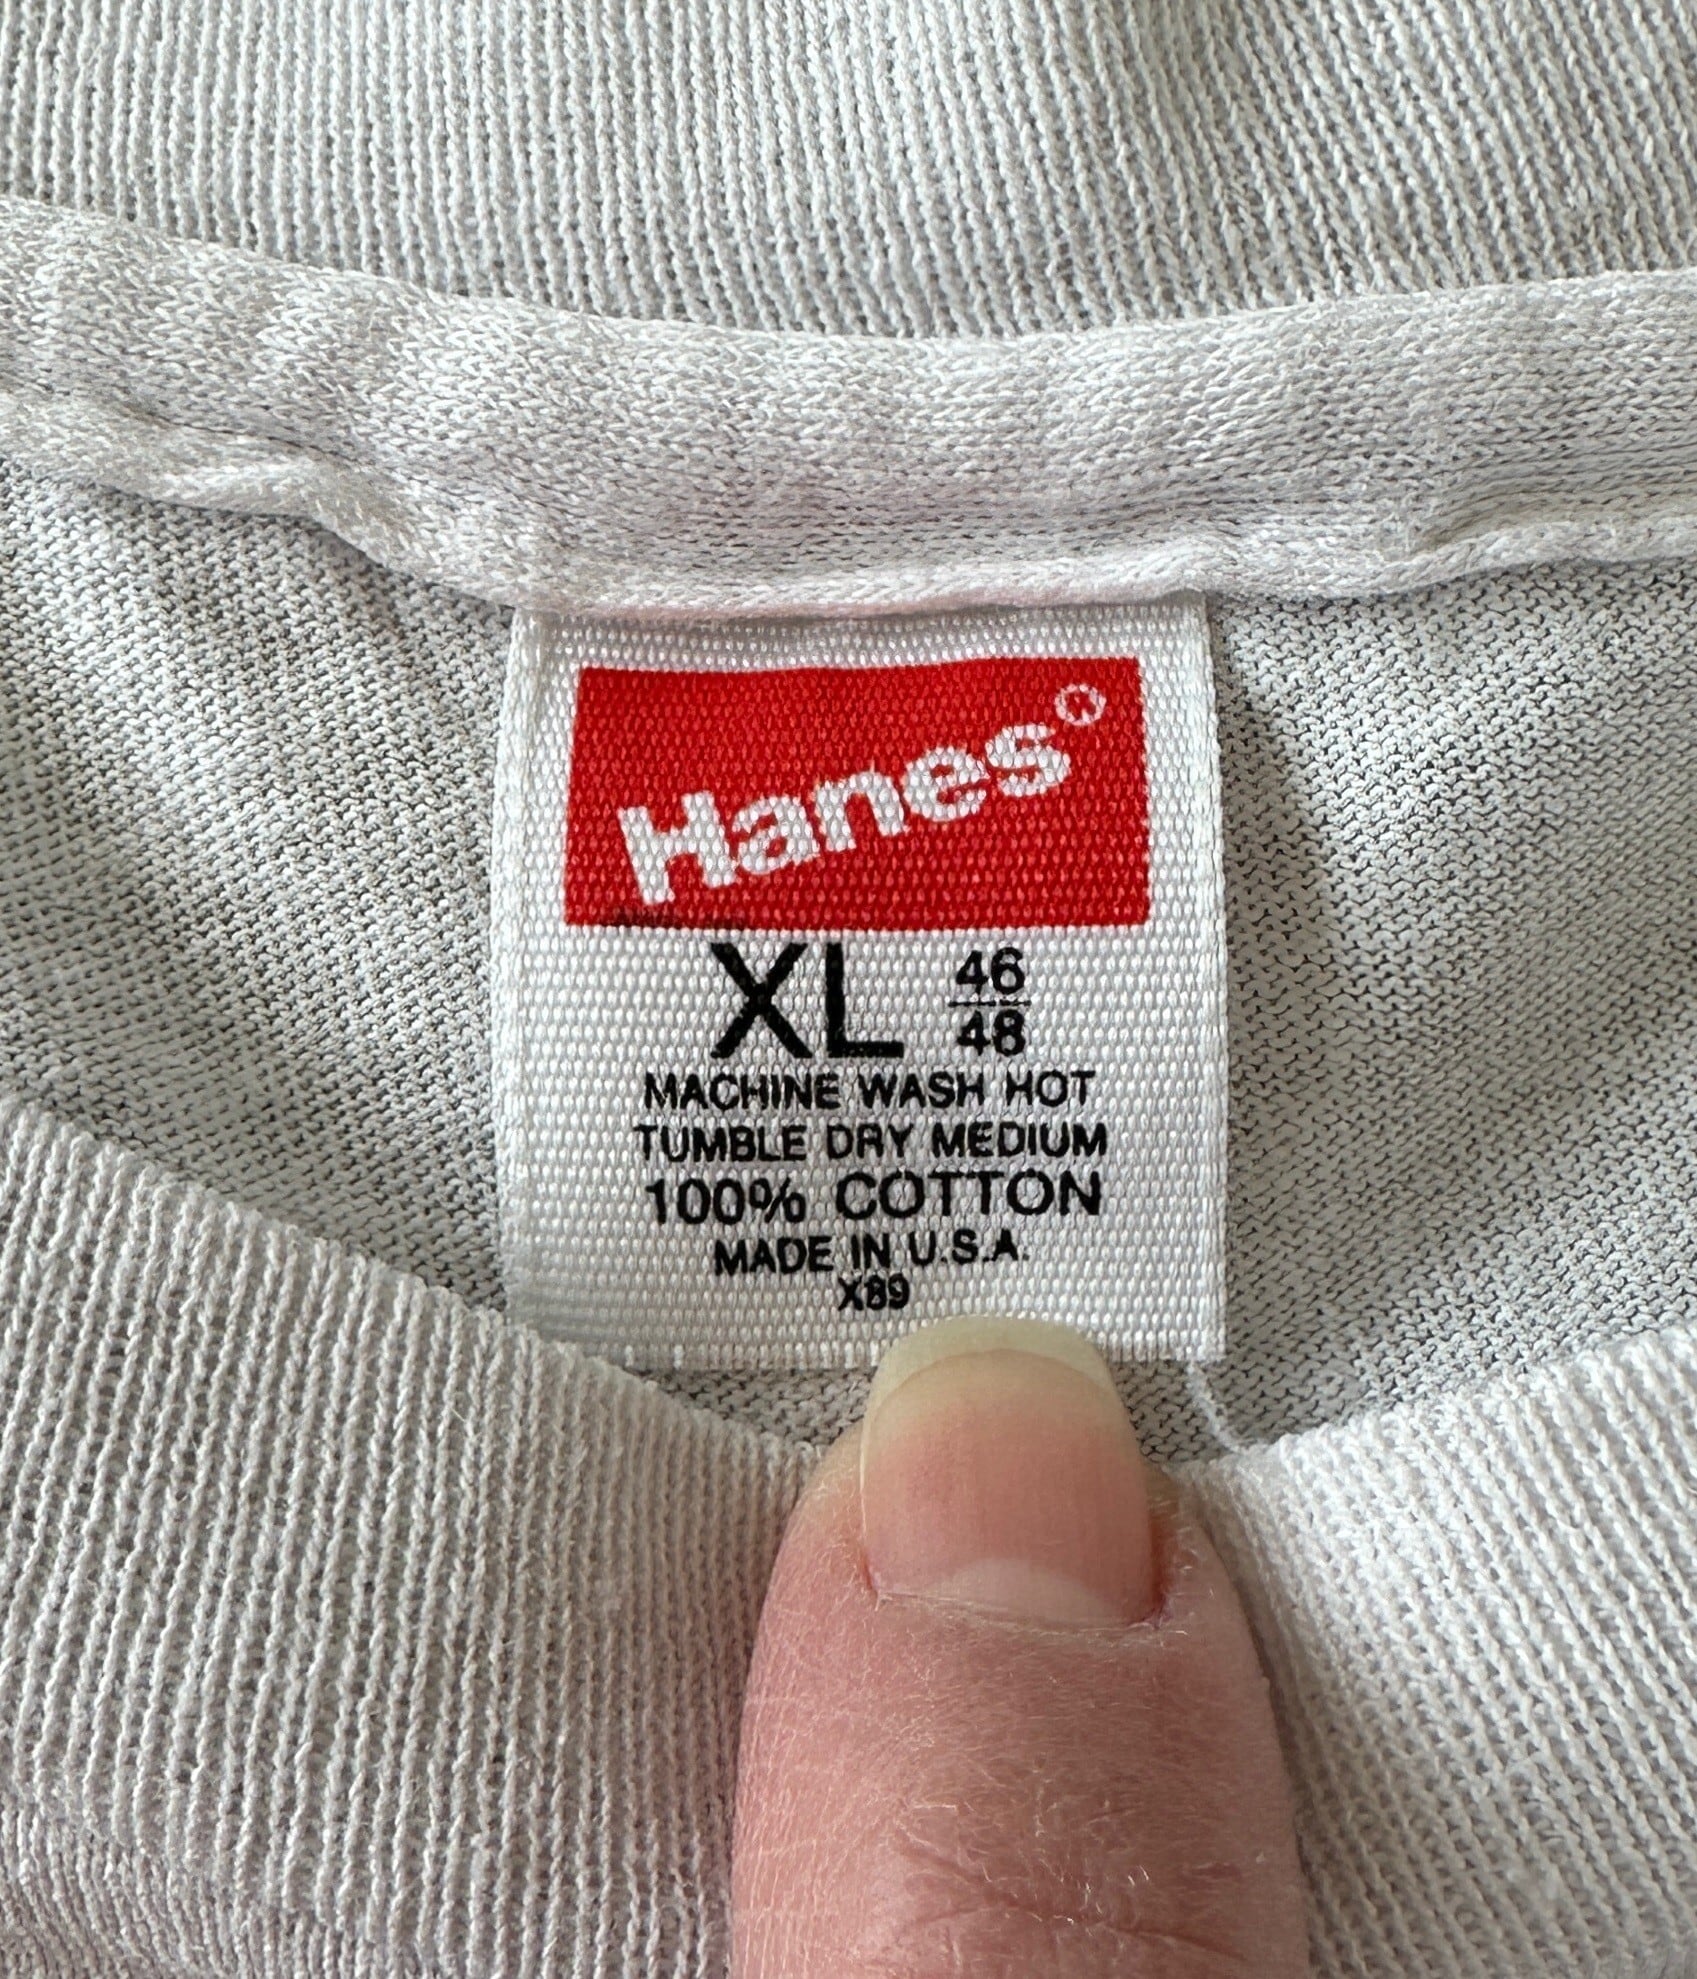 Hanes®
XL 46/48
MACHINE WASH HOT
TUMBLE DRY MEDIUM
100% COTTON
MADE IN U.S.A.
X89